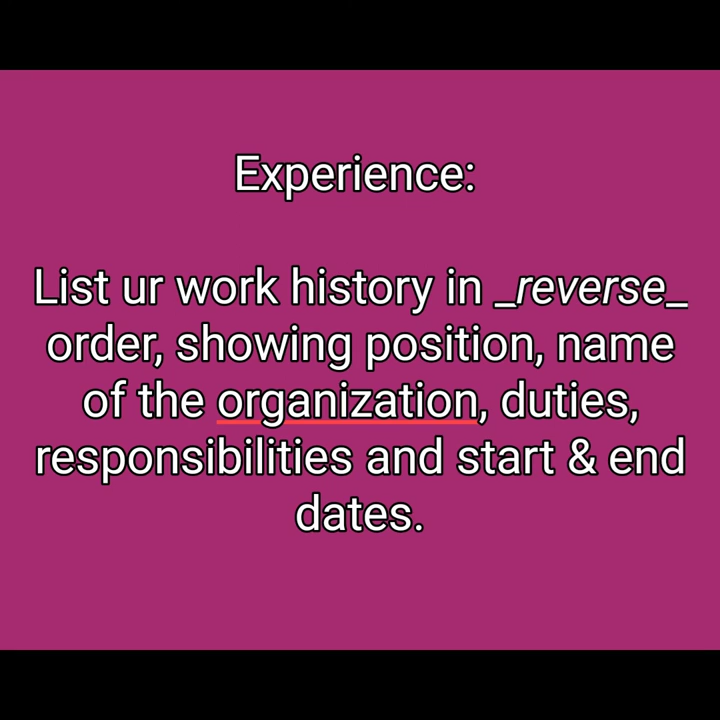 Experience:
List ur work history in _reverse_
order, showing position, name
of the organization, duties,
responsibilities and start & end
dates.